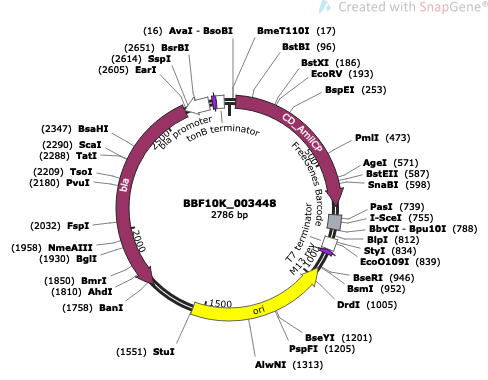 Created with SnapGene®
(16) AvaI - BsoBI
BmeT110I (17)
(2651) BsrBI
BstBI (96)
(2614) SspI
BstXI (186)
(2605) EarI
EcoRV (193)
BspEI (253)
bla promoter
tonB terminator
CD_AmilCP
2500
500
(2347) BsaHI
PmlI (473)
(2290) ScaI
(2288) TatI
AgeI (571)
(2209) TsoI
BstEII (587)
(2180) PvuI
SnaBI (598)
bla
FreeGenes Barcode
BBF10K_003448
2786 bp
PasI (739)
I-SceI (755)
(2032) FspI
BbvCI - Bpu10I (788)
BlpI (812)
2000
T7 terminator
StyI (834)
(1958) NmeAIII
EcoO109I (839)
(1930) BglI
M13 rev
1000
(1850) BmrI
BseRI (946)
(1810) AhdI
BsmI (952)
(1758) BanI
DrdI (1005)
1500
ori
BseYI (1201)
(1551) StuI
PspFI (1205)
AlwNI (1313)